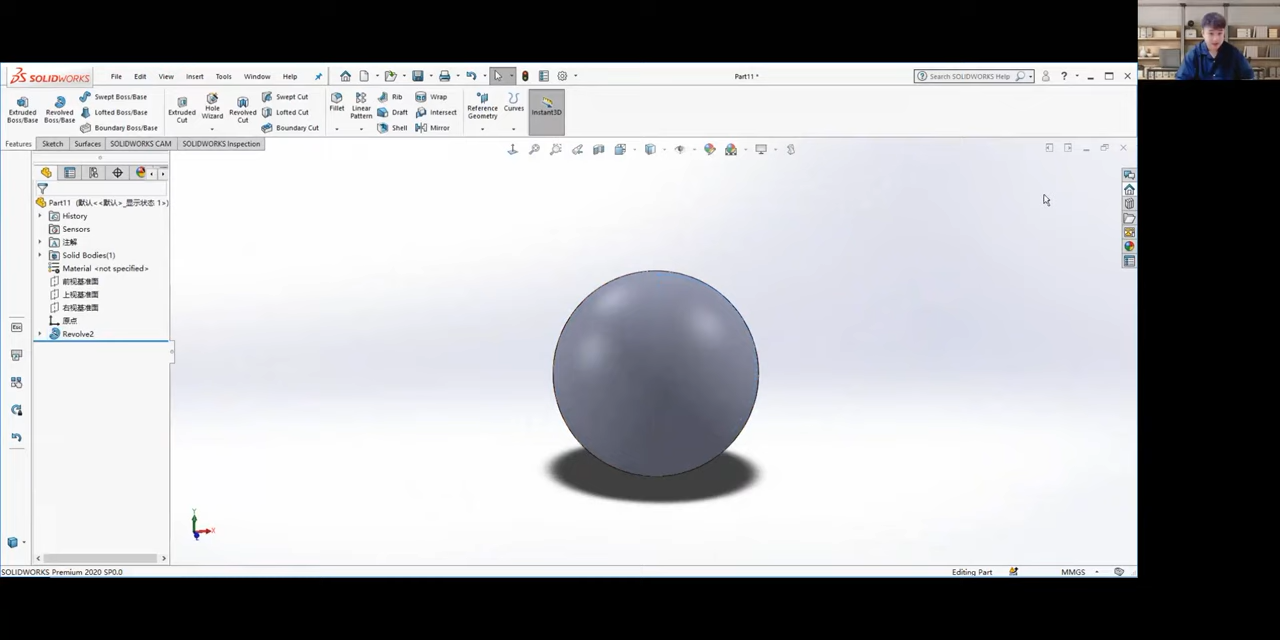 SOLIDWORKS File Edit View Insert Tools Window Help Part11 * Search SOLIDWORKS Help
Extruded Boss/Base
Revolved Boss/Base
Swept Boss/Base
Lofted Boss/Base
Boundary Boss/Base
Extruded Cut
Hole Wizard
Revolved Cut
Swept Cut
Lofted Cut
Boundary Cut
Fillet
Linear Pattern
Rib
Draft
Shell
Wrap
Intersect
Mirror
Reference Geometry
Curves
Instant3D
Features Sketch Surfaces SOLIDWORKS CAM SOLIDWORKS Inspection
Part11 (默认<<默认>_显示状态 1>)
History
Sensors
注解
Solid Bodies(1)
Material <not specified>
前视基准面
上视基准面
右视基准面
原点
Revolve2
Y
X
SOLIDWORKS Premium 2020 SP0.0 Editing Part MMGS